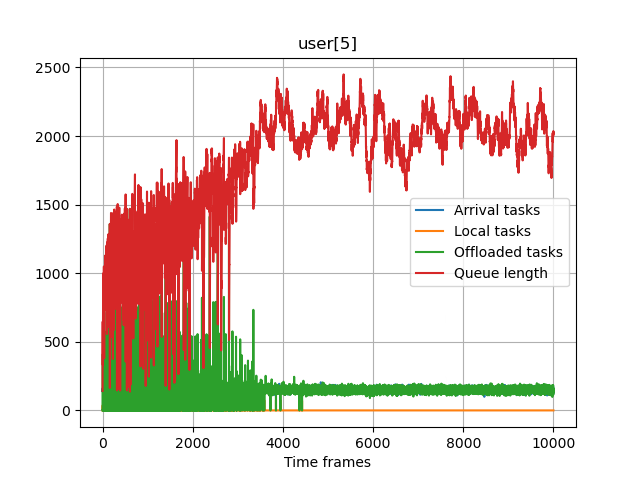 user[5]
2500
2000
1500
1000
500
0
Arrival tasks
Local tasks
Offloaded tasks
Queue length
0 2000 4000 6000 8000 10000
Time frames